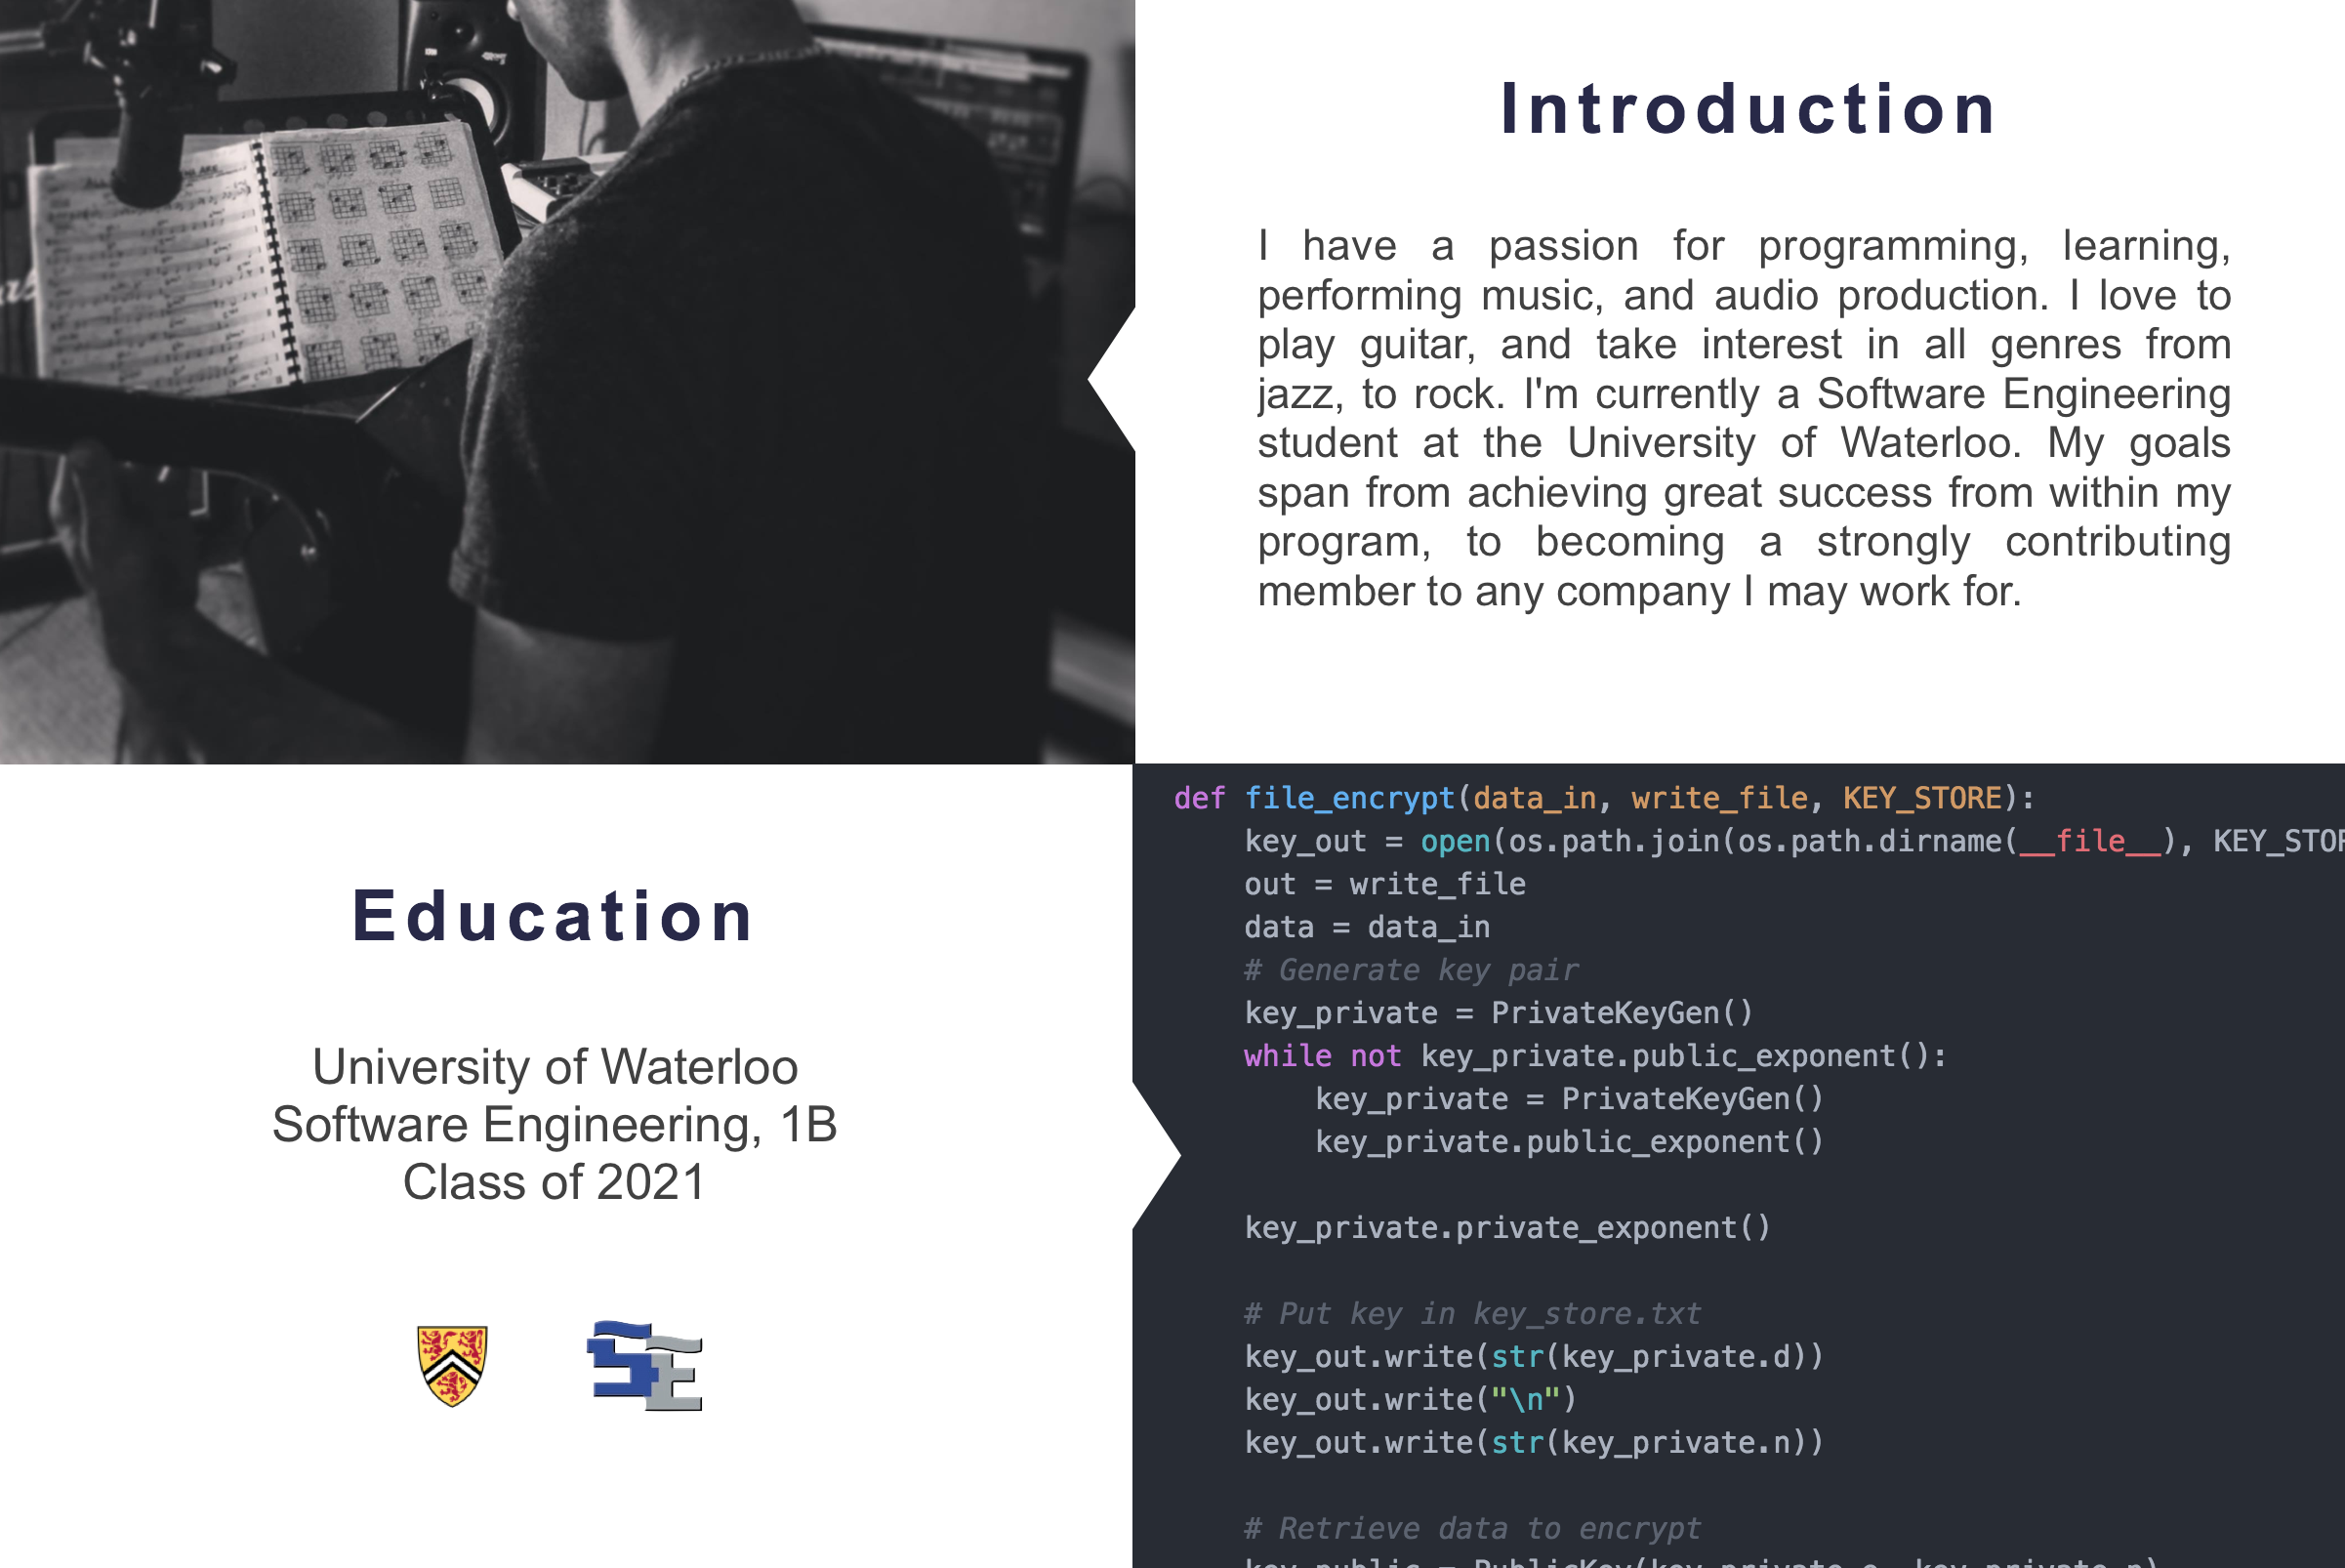 Introduction
I have a passion for programming, learning,
performing music, and audio production. I love to
play guitar, and take interest in all genres from
jazz, to rock. I'm currently a Software Engineering
student at the University of Waterloo. My goals
span from achieving great success from within my
program, to becoming a strongly contributing
member to any company I may work for.
Education
University of Waterloo
Software Engineering, 1B
Class of 2021
SE
def file_encrypt(data_in, write_file, KEY_STORE):
key_out = open(os.path.join(os.path.dirname(__file__), KEY_STOR
out = write_file
data = data_in
# Generate key pair
key_private = PrivateKeyGen()
while not key_private.public_exponent():
key_private = PrivateKeyGen()
key_private.public_exponent()
key_private.private_exponent()
# Put key in key_store.txt
key_out.write(str(key_private.d))
key_out.write("\n")
key_out.write(str(key_private.n))
# Retrieve data to encrypt
key_public = PublicKey(key_private.e, key_private.n)